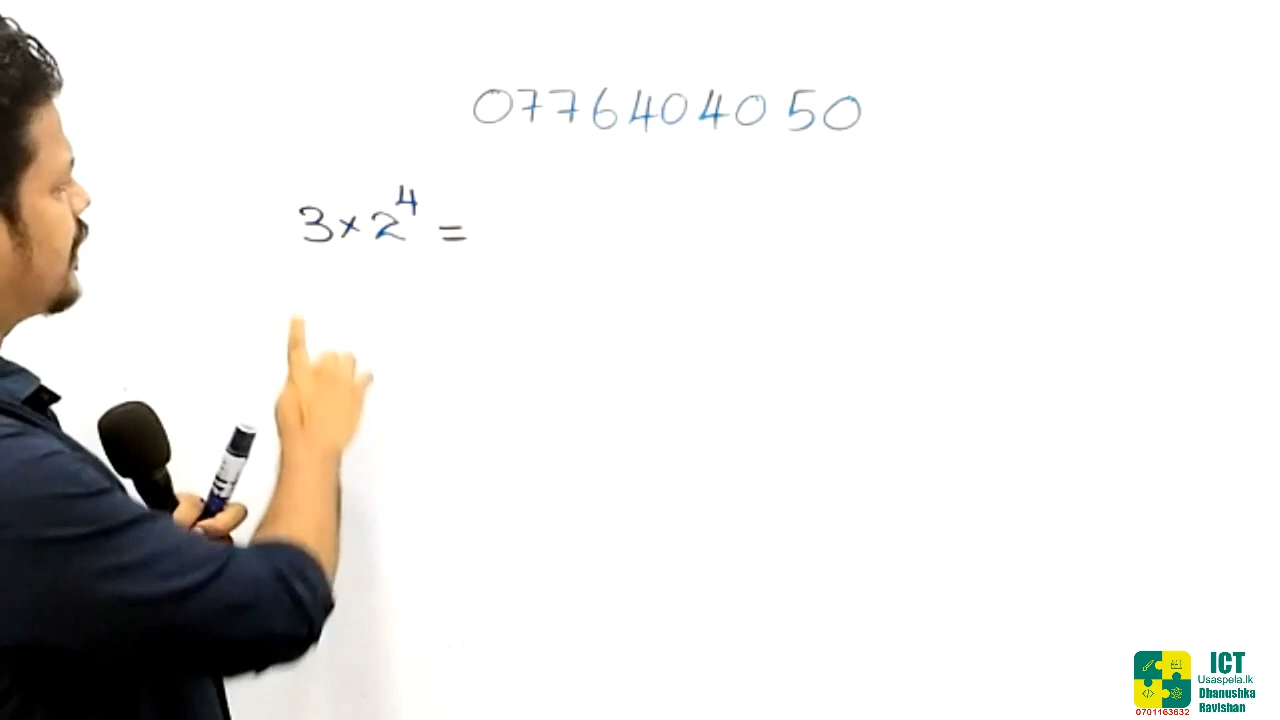 0776404050
3×2⁴ =
ICT
Usaspela.lk
Dhanushka
Ravishan
0701163632